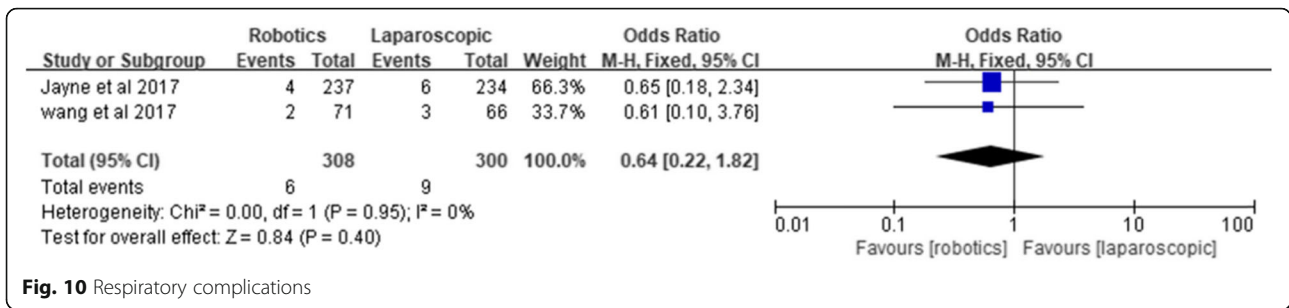 Robotics Laparoscopic Odds Ratio Odds Ratio
Study or Subgroup Events Total Events Total Weight M-H, Fixed, 95% CI M-H, Fixed, 95% CI
Jayne et al 2017 4 237 6 234 66.3% 0.65 [0.18, 2.34]
wang et al 2017 2 71 3 66 33.7% 0.61 [0.10, 3.76]
Total (95% CI) 308 300 100.0% 0.64 [0.22, 1.82]
Total events 6 9
Heterogeneity: Chi² = 0.00, df = 1 (P = 0.95); I² = 0%
Test for overall effect: Z = 0.84 (P = 0.40)
0.01 0.1 1 10 100
Favours [robotics] Favours [laparoscopic]
Fig. 10 Respiratory complications